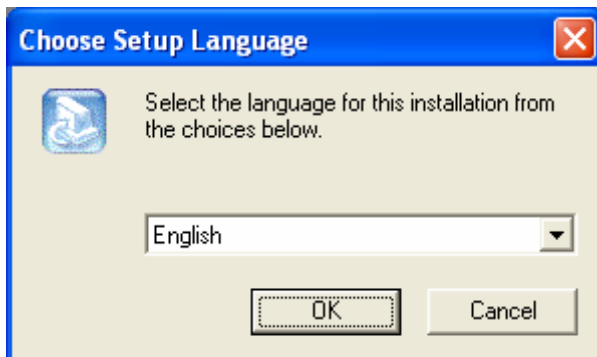 Choose Setup Language
Select the language for this installation from
the choices below.
English
OK
Cancel